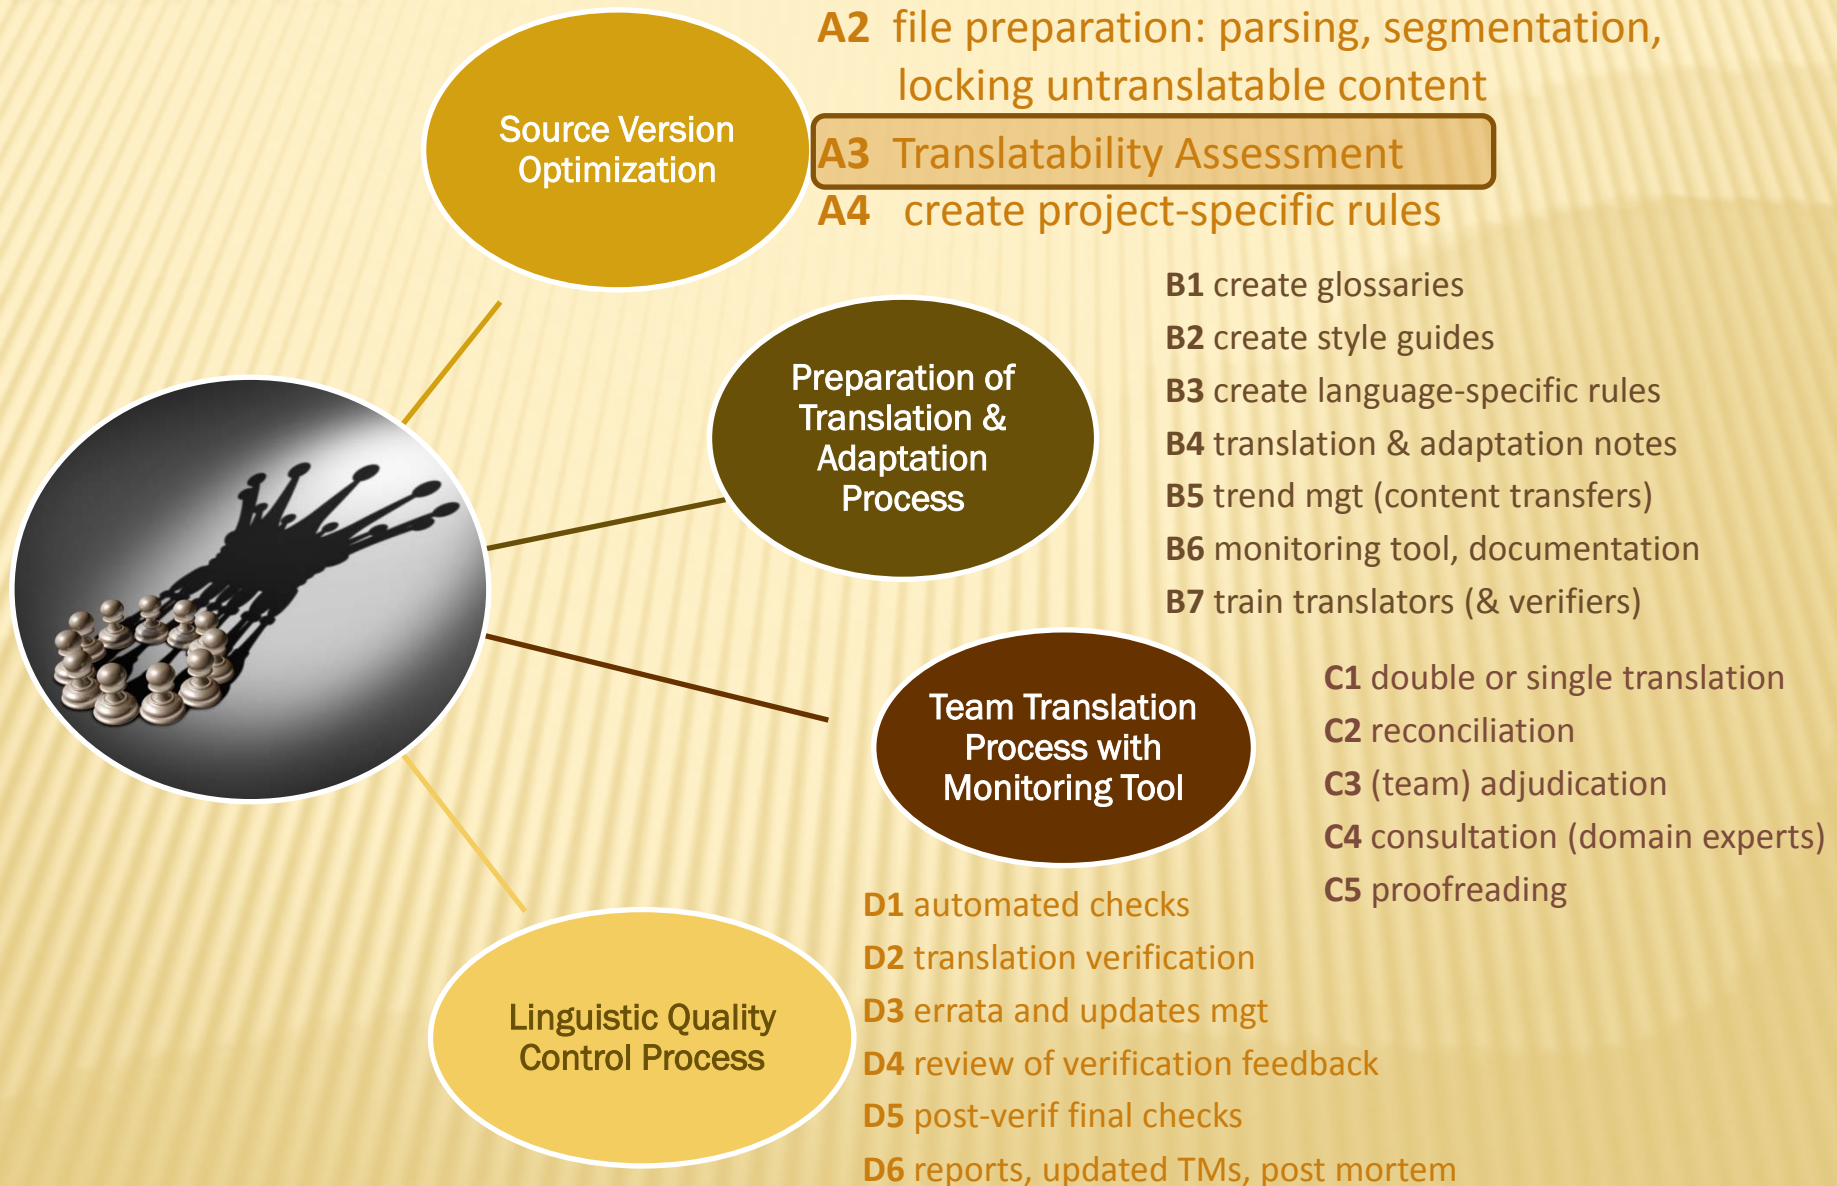 A2 file preparation: parsing, segmentation,
locking untranslatable content
A3 Translatability Assessment
A4 create project-specific rules
Source Version
Optimization
B1 create glossaries
B2 create style guides
B3 create language-specific rules
B4 translation & adaptation notes
B5 trend mgt (content transfers)
B6 monitoring tool, documentation
B7 train translators (& verifiers)
Preparation of
Translation &
Adaptation
Process
C1 double or single translation
C2 reconciliation
C3 (team) adjudication
C4 consultation (domain experts)
C5 proofreading
Team Translation
Process with
Monitoring Tool
D1 automated checks
D2 translation verification
D3 errata and updates mgt
D4 review of verification feedback
D5 post-verif final checks
D6 reports, updated TMs, post mortem
Linguistic Quality
Control Process